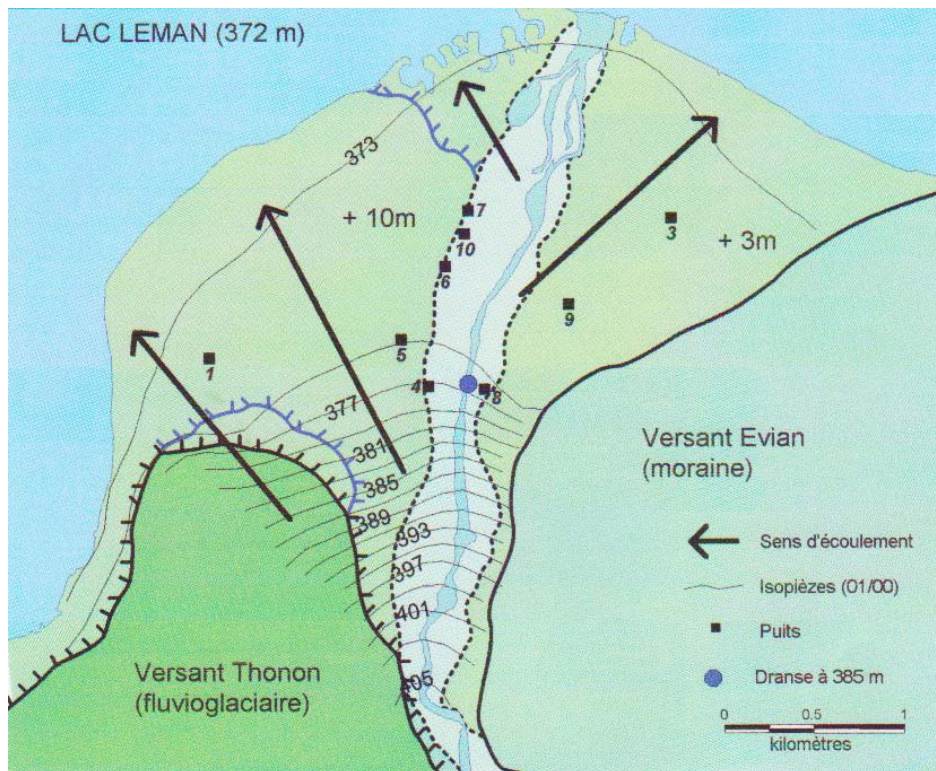 LAC LEMAN (372 m)
373
7
+ 10m
10
3
+ 3m
6
9
5
1
4
8
377
381
Versant Evian
(moraine)
385
389
393
Sens d'écoulement
397
Isopièzes (01/00)
401
Puits
Versant Thonon
(fluvioglaciaire)
405
Dranse à 385 m
0 0.5 1
kilomètres